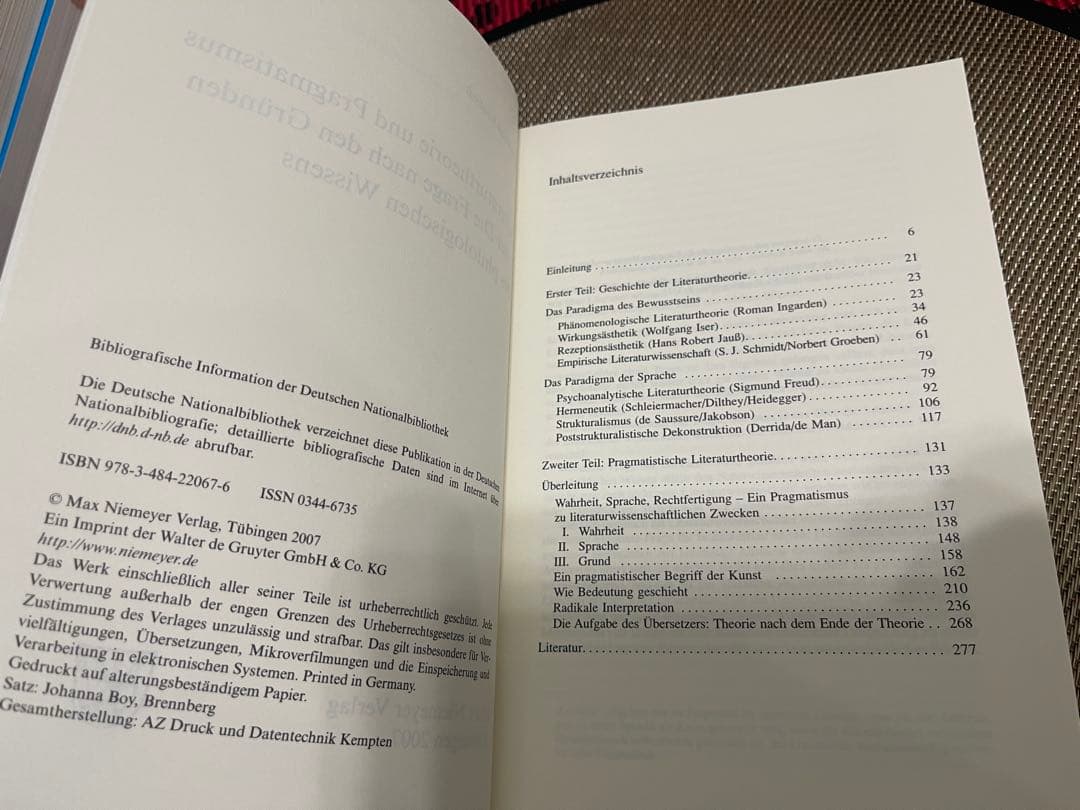 Bibliografische Information der Deutschen Nationalbibliothek
Die Deutsche Nationalbibliothek verzeichnet diese Publikation in der Deutschen
Nationalbibliografie; detaillierte bibliografische Daten sind im Internet über
http://dnb.d-nb.de abrufbar.
ISBN 978-3-484-22067-6 ISSN 0344-6735
© Max Niemeyer Verlag, Tübingen 2007
Ein Imprint der Walter de Gruyter GmbH & Co. KG
http://www.niemeyer.de
Das Werk einschließlich aller seiner Teile ist urheberrechtlich geschützt. Jede
Verwertung außerhalb der engen Grenzen des Urheberrechtsgesetzes ist ohne
Zustimmung des Verlages unzulässig und strafbar. Das gilt insbesondere für Ver-
vielfältigungen, Übersetzungen, Mikroverfilmungen und die Einspeicherung und
Verarbeitung in elektronischen Systemen. Printed in Germany.
Gedruckt auf alterungsbeständigem Papier.
Satz: Johanna Boy, Brennberg
Gesamtherstellung: AZ Druck und Datentechnik Kempten
Inhaltsverzeichnis
Einleitung 6
Erster Teil: Geschichte der Literaturtheorie 21
Das Paradigma des Bewusstseins 23
Phänomenologische Literaturtheorie (Roman Ingarden) 23
Wirkungsästhetik (Wolfgang Iser) 34
Rezeptionsästhetik (Hans Robert Jauß) 46
Empirische Literaturwissenschaft (S. J. Schmidt/Norbert Groeben) 61
Das Paradigma der Sprache 79
Psychoanalytische Literaturtheorie (Sigmund Freud) 79
Hermeneutik (Schleiermacher/Dilthey/Heidegger) 92
Strukturalismus (de Saussure/Jakobson) 106
Poststrukturalistische Dekonstruktion (Derrida/de Man) 117
Zweiter Teil: Pragmatistische Literaturtheorie 131
Überleitung 133
Wahrheit, Sprache, Rechtfertigung – Ein Pragmatismus
zu literaturwissenschaftlichen Zwecken 137
I. Wahrheit 138
II. Sprache 148
III. Grund 158
Ein pragmatistischer Begriff der Kunst 162
Wie Bedeutung geschieht 210
Radikale Interpretation 236
Die Aufgabe des Übersetzers: Theorie nach dem Ende der Theorie 268
Literatur 277